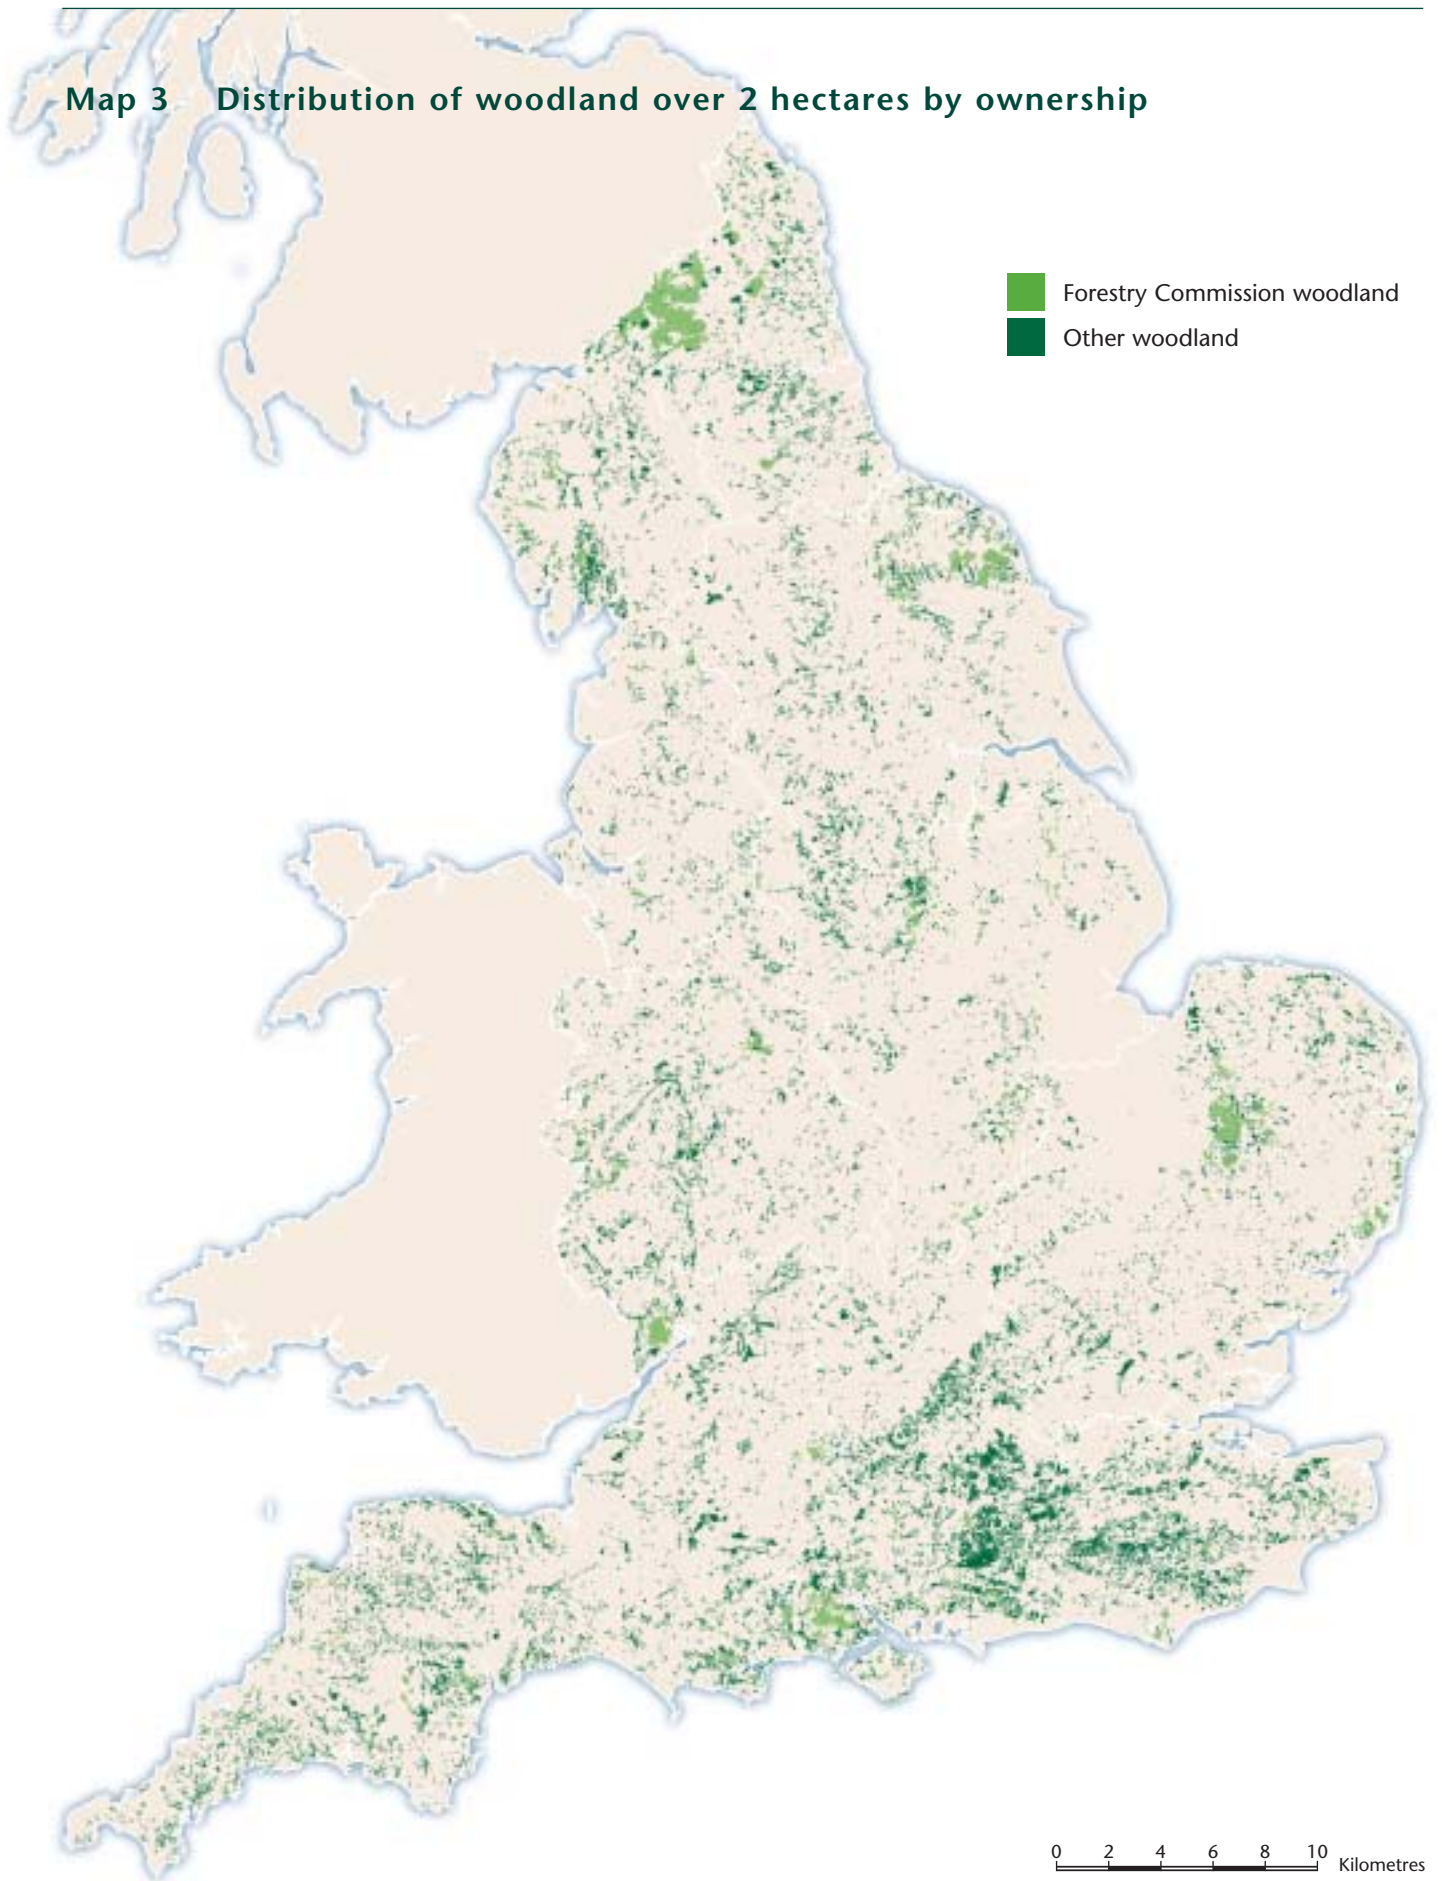 Map 3 Distribution of woodland over 2 hectares by ownership
Forestry Commission woodland
Other woodland
0 2 4 6 8 10 Kilometres